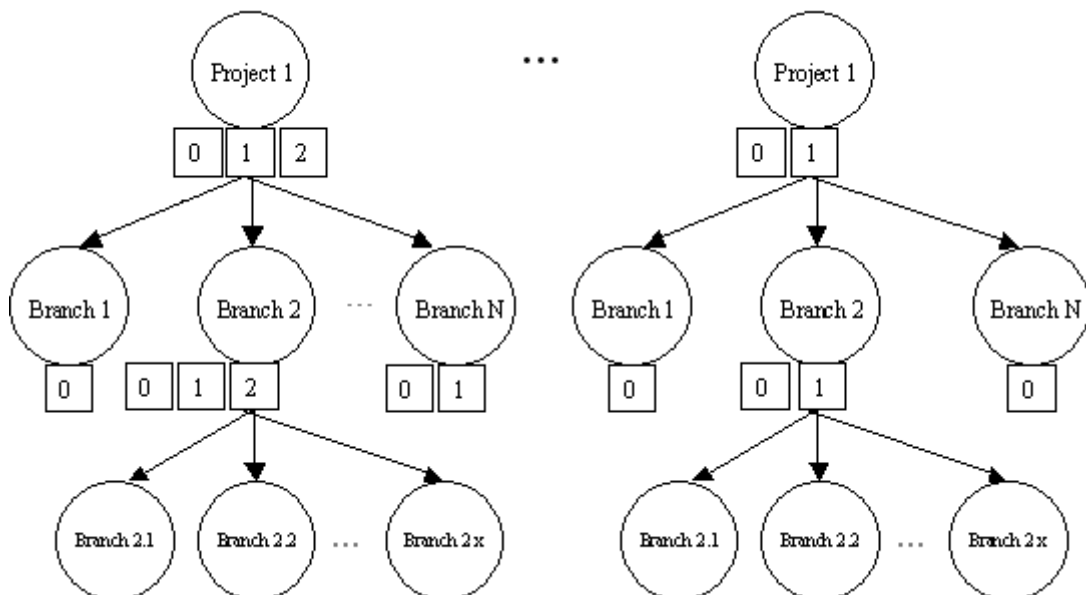 Project 1 ... Project 1
0 1 2 0 1
Branch 1 Branch 2 ... Branch N Branch 1 Branch 2 Branch N
0 0 1 2 0 1 0 0 1 0
Branch 2.1 Branch 2.2 ... Branch 2x Branch 2.1 Branch 2.2 ... Branch 2x